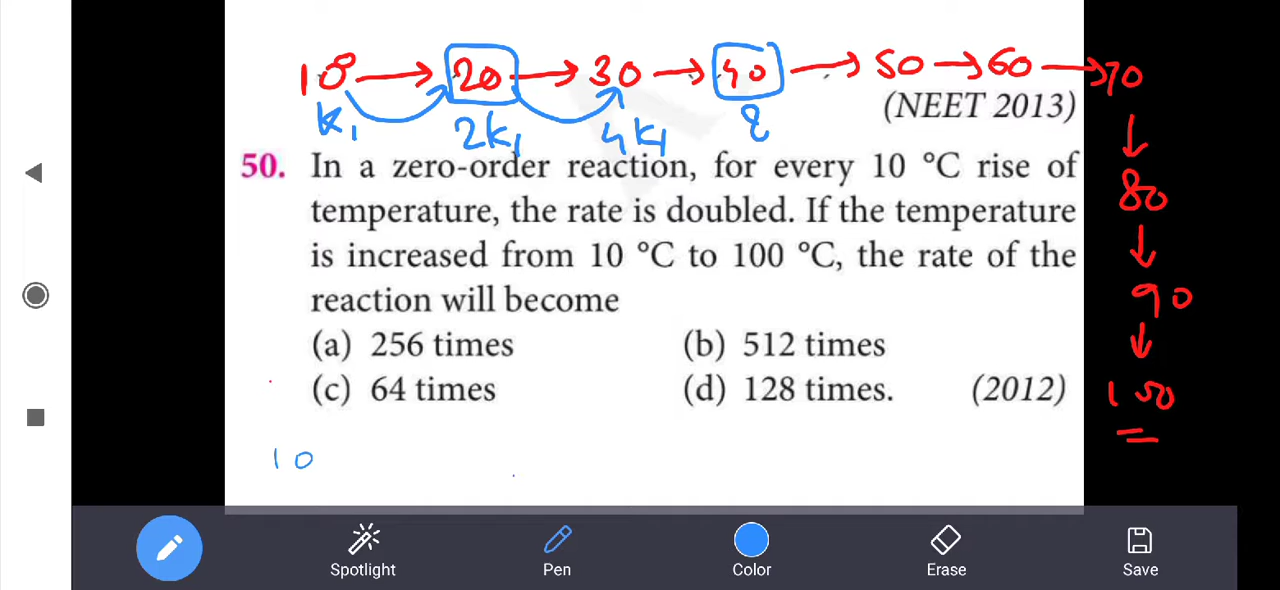 10° → 20 → 30 → 40 → 50 → 60 → 70
(NEET 2013)
K1 2K1 4K1 8
↓
80
↓
90
↓
100
50. In a zero-order reaction, for every 10 °C rise of
temperature, the rate is doubled. If the temperature
is increased from 10 °C to 100 °C, the rate of the
reaction will become
(a) 256 times (b) 512 times
(c) 64 times (d) 128 times. (2012)
10
Spotlight Pen Color Erase Save